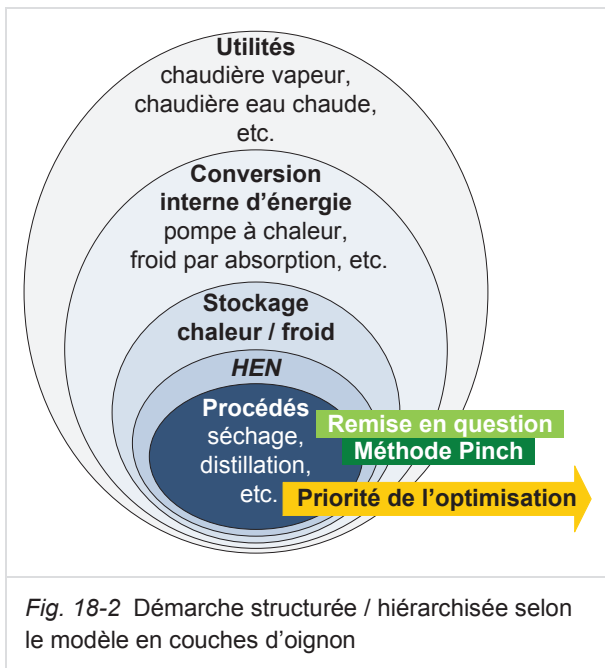 Utilités
chaudière vapeur,
chaudière eau chaude,
etc.
Conversion
interne d'énergie
pompe à chaleur,
froid par absorption, etc.
Stockage
chaleur / froid
HEN
Procédés
séchage,
distillation,
etc.
Remise en question
Méthode Pinch
Priorité de l'optimisation
Fig. 18-2 Démarche structurée / hiérarchisée selon
le modèle en couches d'oignon